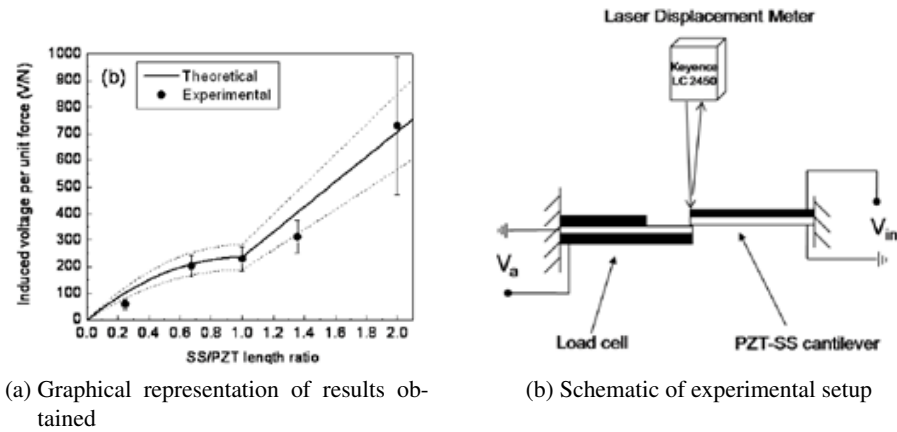 (b)
Theoretical
Experimental
Induced voltage per unit force (V/N)
1000
900
800
700
600
500
400
300
200
100
0
0.0 0.2 0.4 0.6 0.8 1.0 1.2 1.4 1.6 1.8 2.0
SS/PZT length ratio
(a) Graphical representation of results ob-
tained
Laser Displacement Meter
Keyence
LC 2450
V_a
V_in
Load cell
PZT-SS cantilever
(b) Schematic of experimental setup